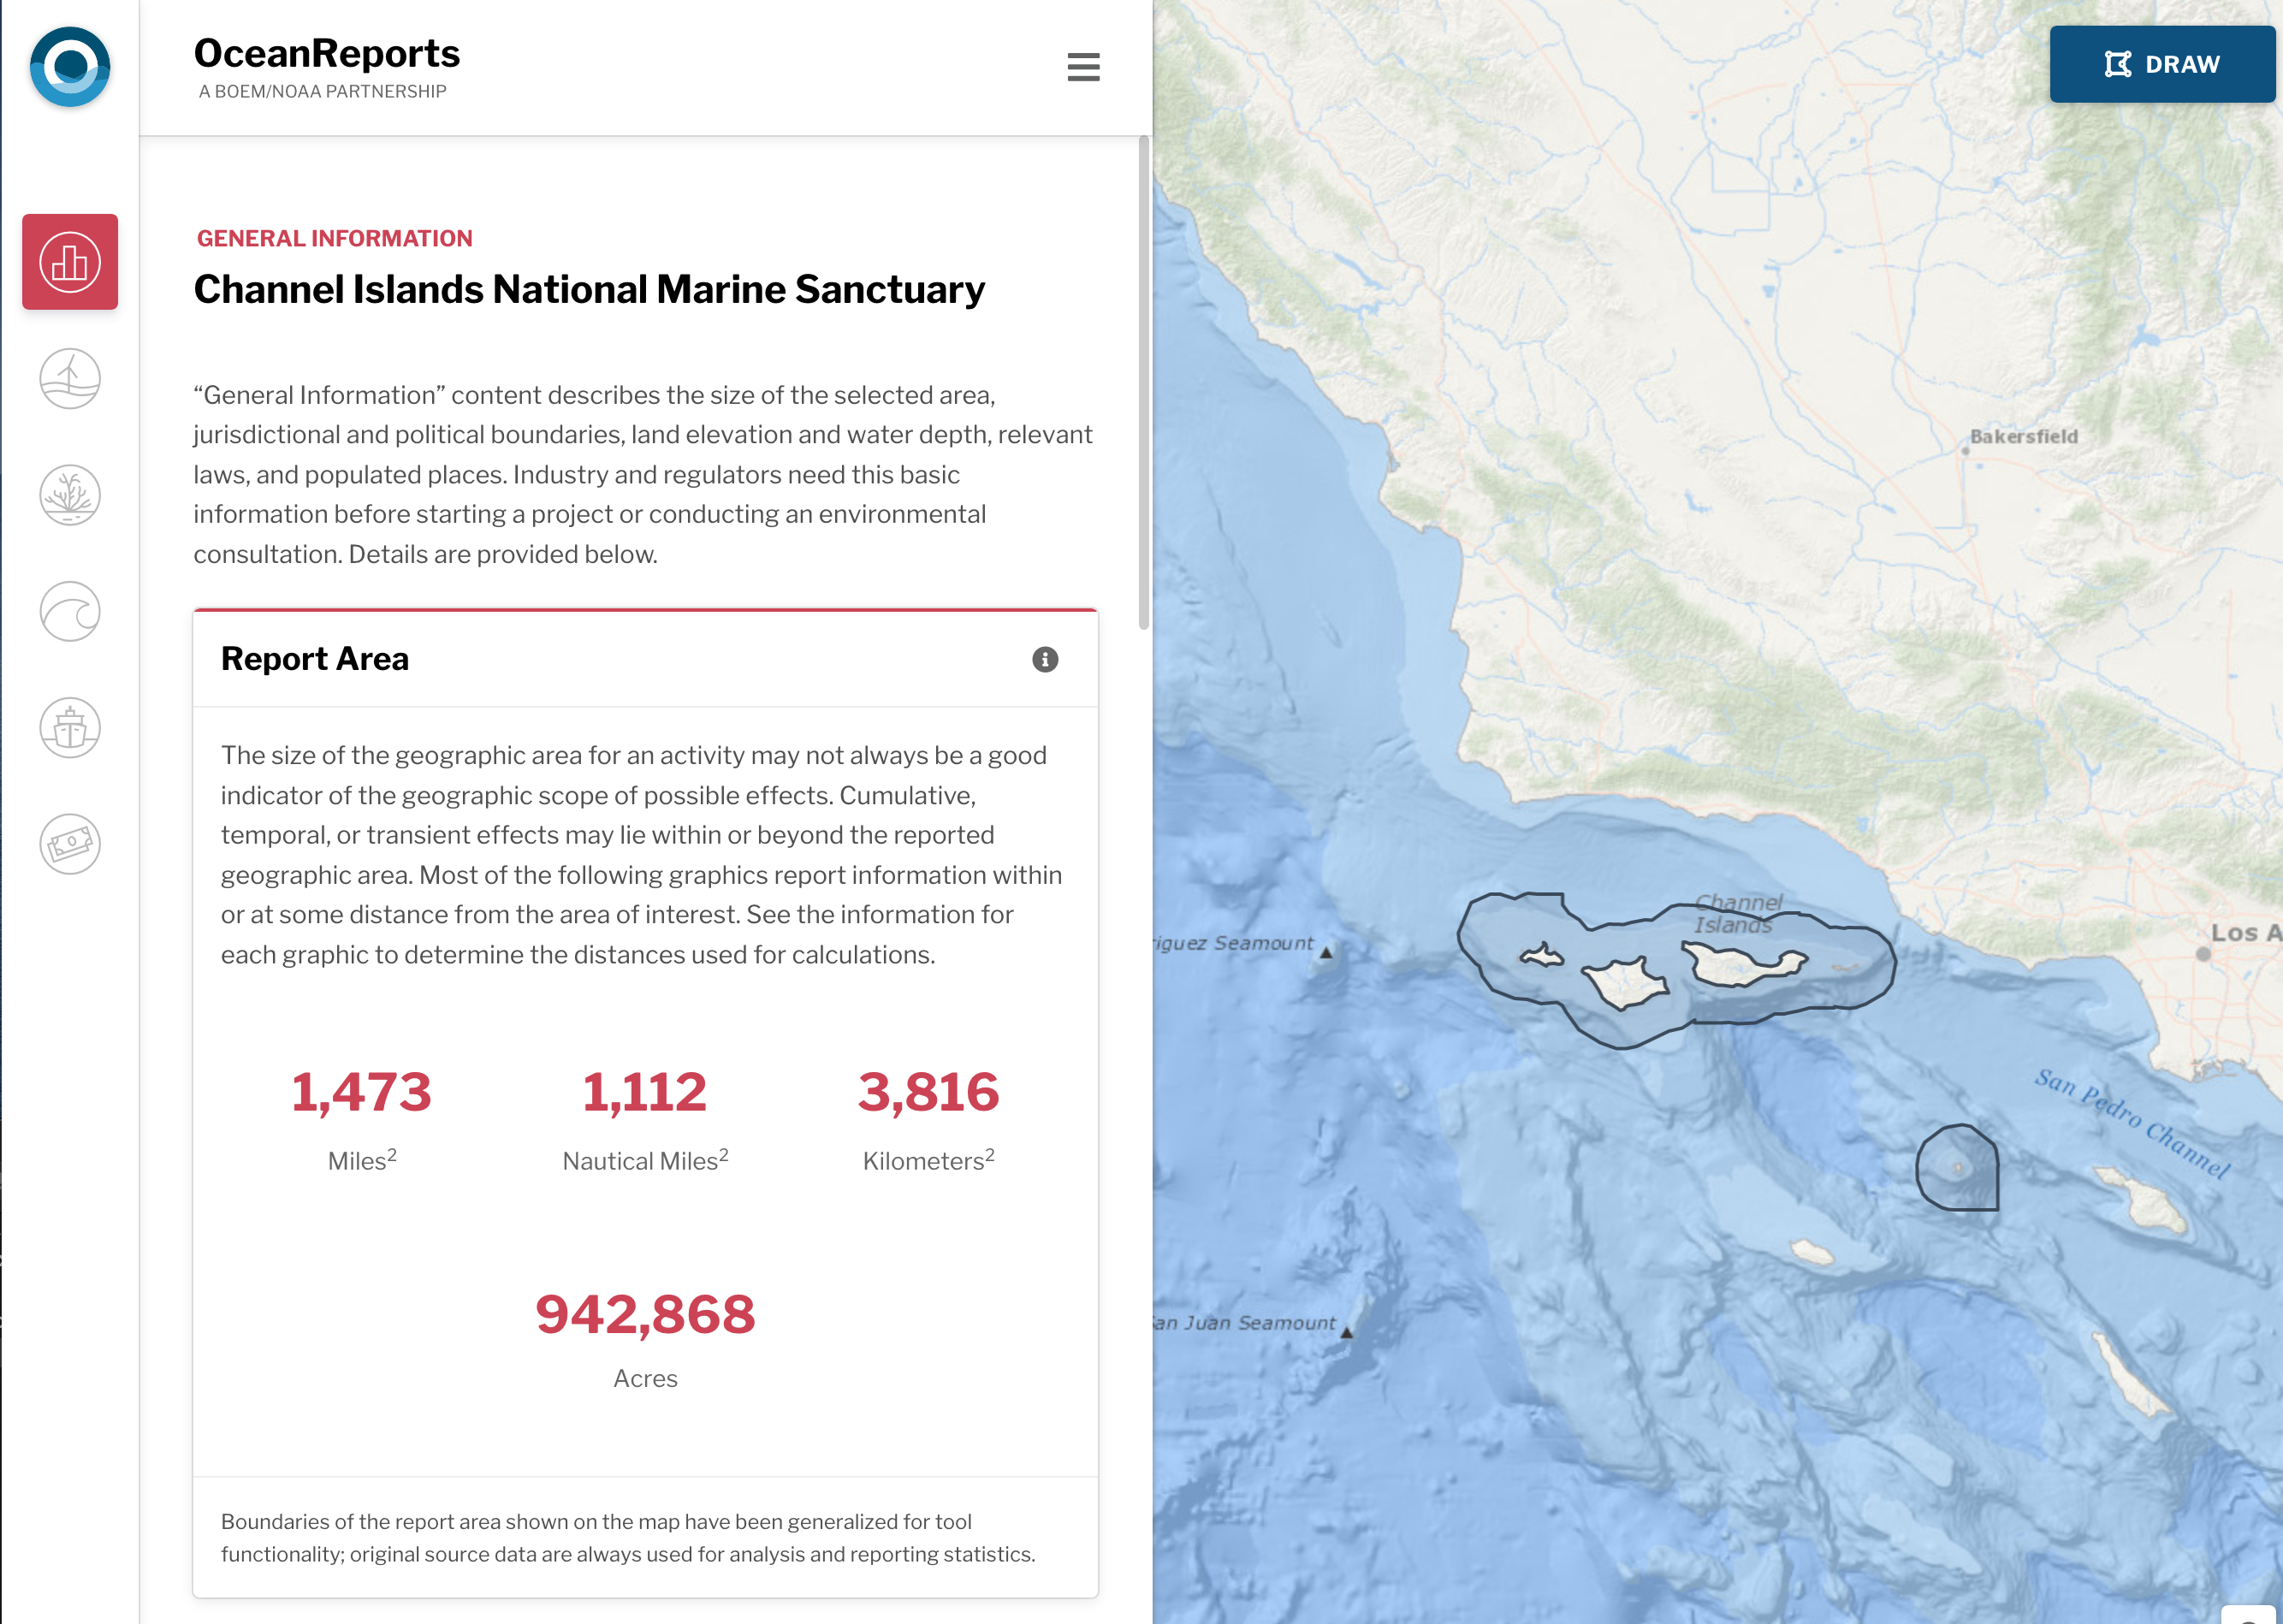 OceanReports
A BOEM/NOAA PARTNERSHIP
GENERAL INFORMATION
Channel Islands National Marine Sanctuary
“General Information” content describes the size of the selected area,
jurisdictional and political boundaries, land elevation and water depth, relevant
laws, and populated places. Industry and regulators need this basic
information before starting a project or conducting an environmental
consultation. Details are provided below.
Report Area
The size of the geographic area for an activity may not always be a good
indicator of the geographic scope of possible effects. Cumulative,
temporal, or transient effects may lie within or beyond the reported
geographic area. Most of the following graphics report information within
or at some distance from the area of interest. See the information for
each graphic to determine the distances used for calculations.
1,473 1,112 3,816
Miles² Nautical Miles² Kilometers²
942,868
Acres
Boundaries of the report area shown on the map have been generalized for tool
functionality; original source data are always used for analysis and reporting statistics.
DRAW
Bakersfield
Channel
Islands
iguez Seamount
Los A
San Pedro Channel
an Juan Seamount